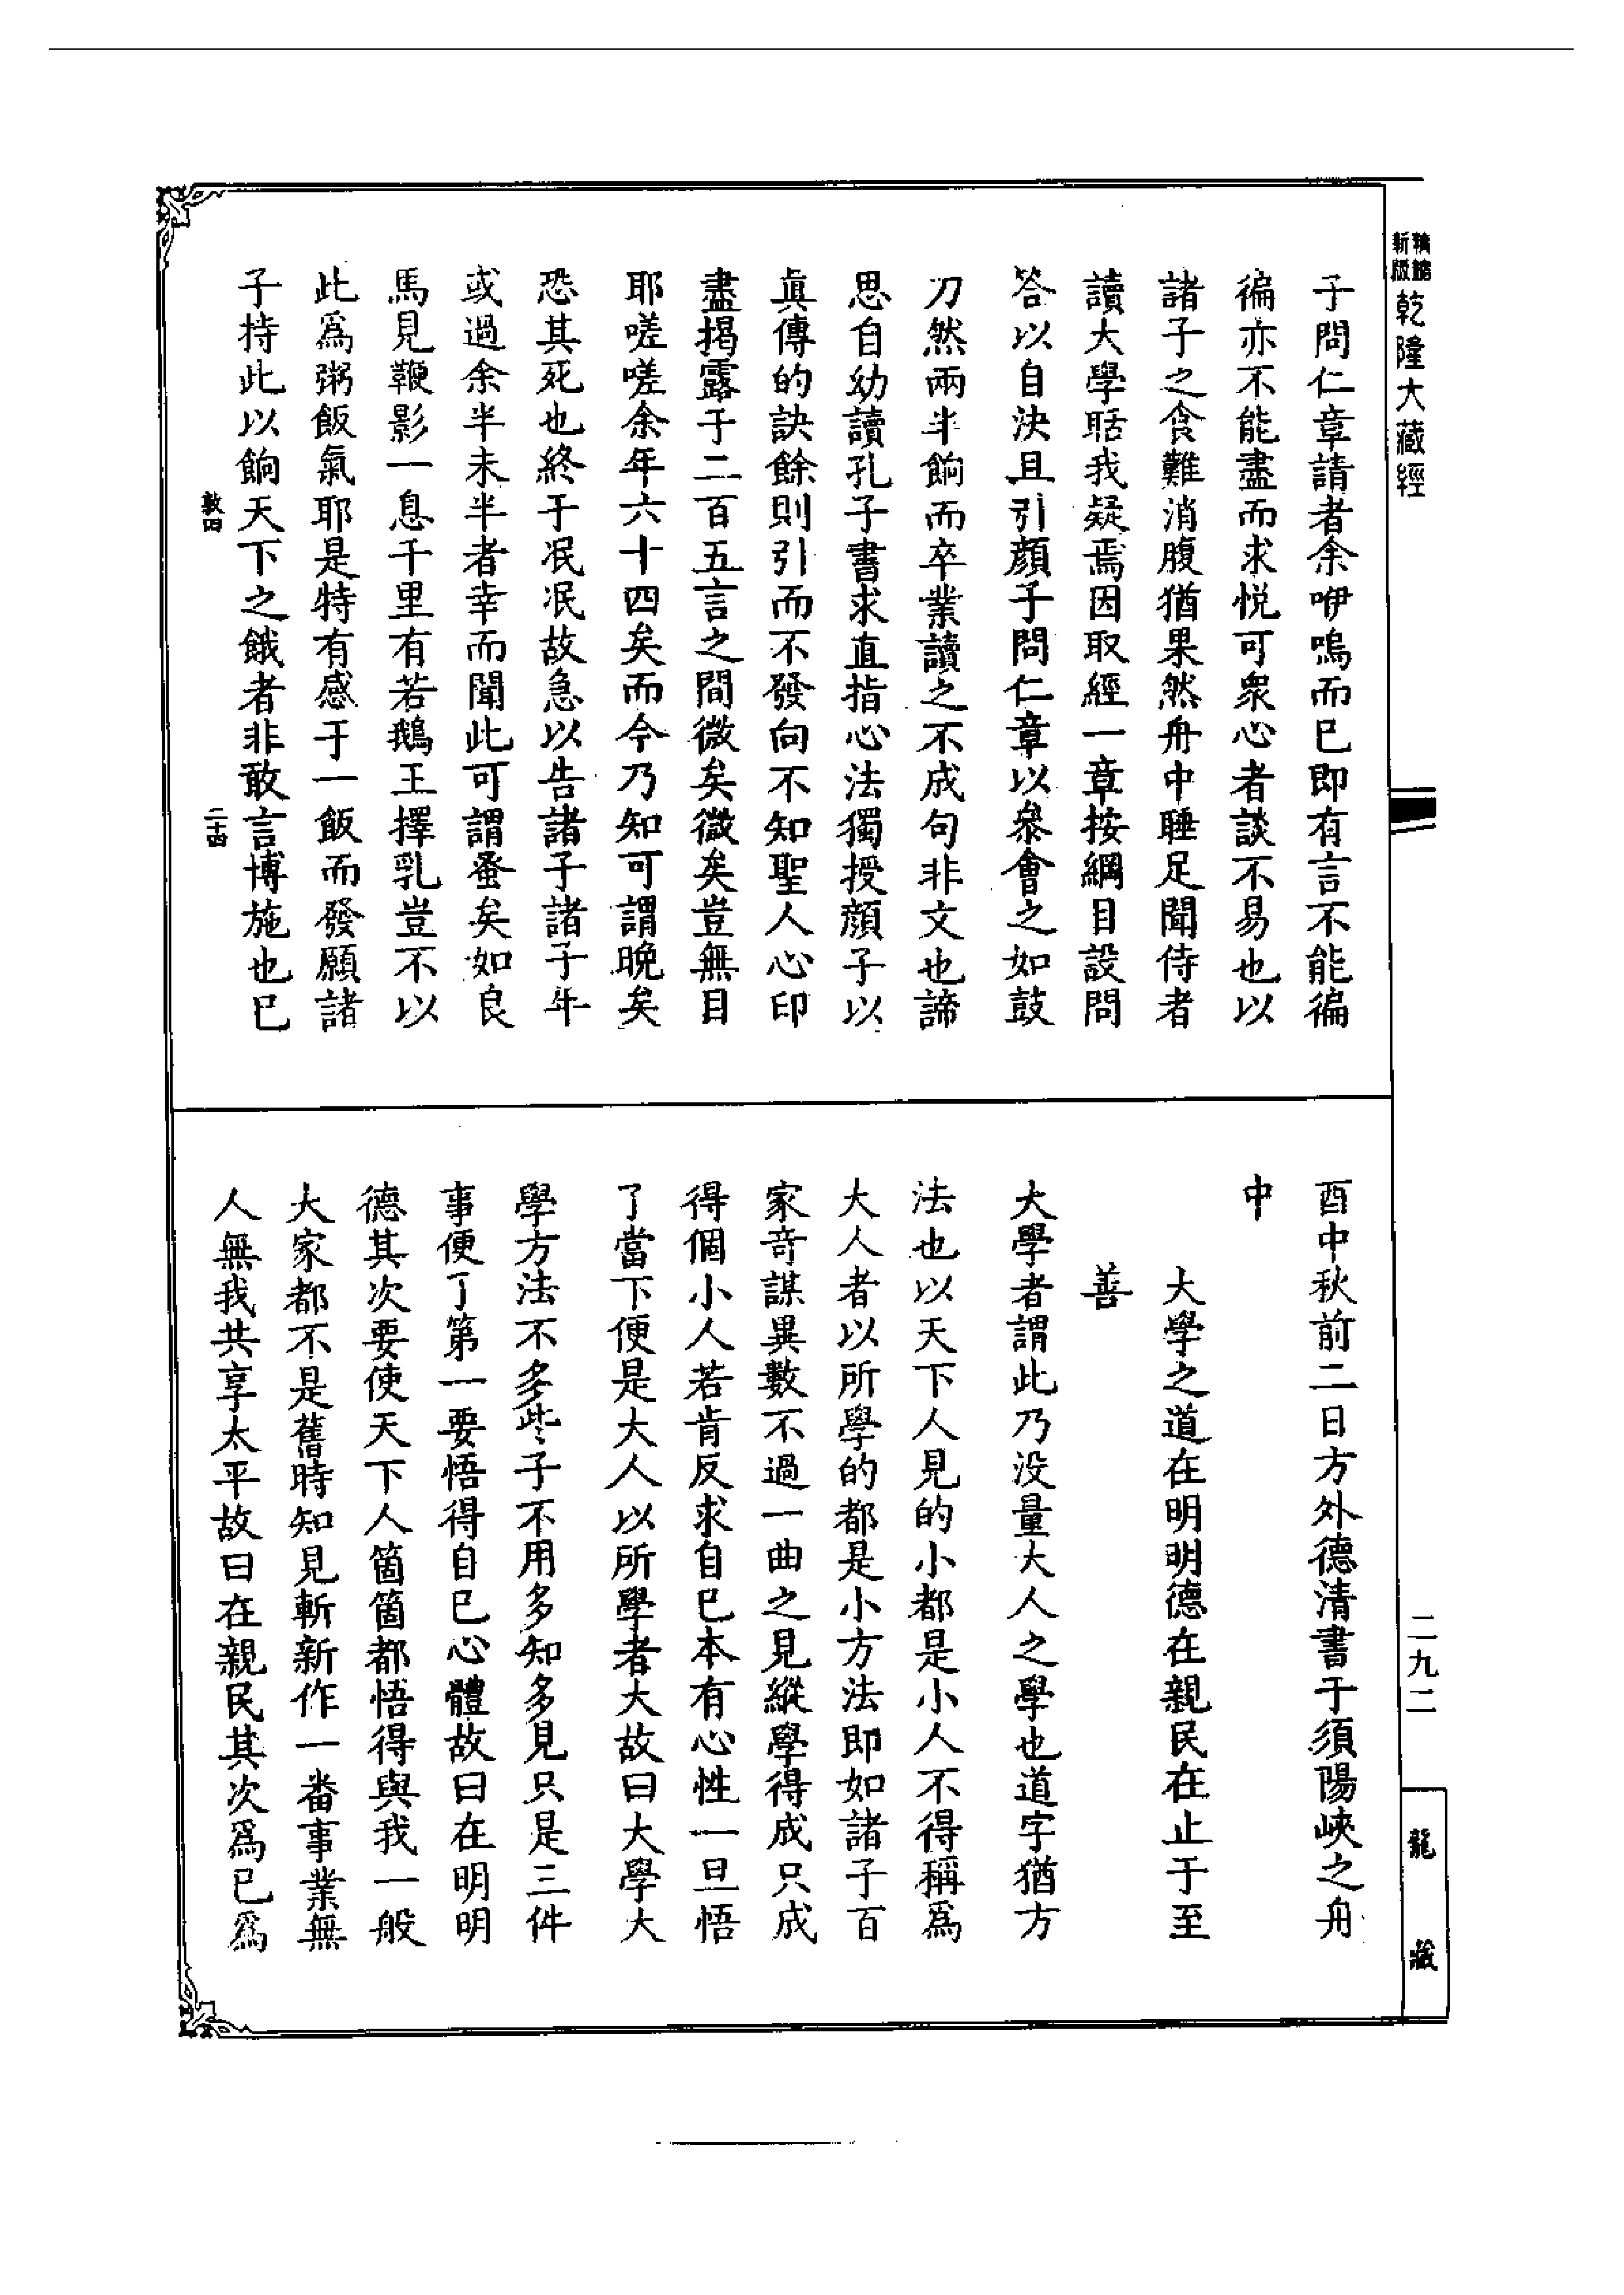 新版
乾隆大藏經
子問仁章請者余咿嗚而已即有言不能徧
徧亦不能盡而求悅可衆心者談不易也以
諸子之食難消腹猶果然舟中睡足聞侍者
讀大學聒我疑焉因取經一章按綱目設問
答以自決且引顏子問仁章以叅會之如鼓
刀然兩半餉而卒業讀之不成句非文也諦
思自幼讀孔子書求直指心法獨授顏子以
眞傳的訣餘則引而不發向不知聖人心印
盡揭露于二百五言之間微矣微矣豈無目
耶嗟嗟余年六十四矣而今乃知可謂晚矣
恐其死也終于冺冺故急以告諸子諸子年
或過余半未半者幸而聞此可謂蚤矣如良
馬見鞭影一息千里有若鵝王擇乳豈不以
此爲粥飯氣耶是特有感于一飯而發願諸
子持此以餉天下之餓者非敢言博施也已
敦四
二十四
酉中秋前二日方外德清書于須陽峽之舟
中
大學之道在明明德在親民在止于至
善
大學者謂此乃没量大人之學也道字猶方
法也以天下人見的小都是小人不得稱爲
大人者以所學的都是小方法即如諸子百
家竒謀異數不過一曲之見縱學得成只成
得個小人若肯反求自已本有心性一旦悟
了當下便是大人以所學者大故曰大學大
學方法不多些子不用多知多見只是三件
事便了第一要悟得自已心體故曰在明明
德其次要使天下人箇箇都悟得與我一般
大家都不是舊時知見斬新作一番事業無
人無我共享太平故曰在親民其次爲已爲
二九二
龍藏